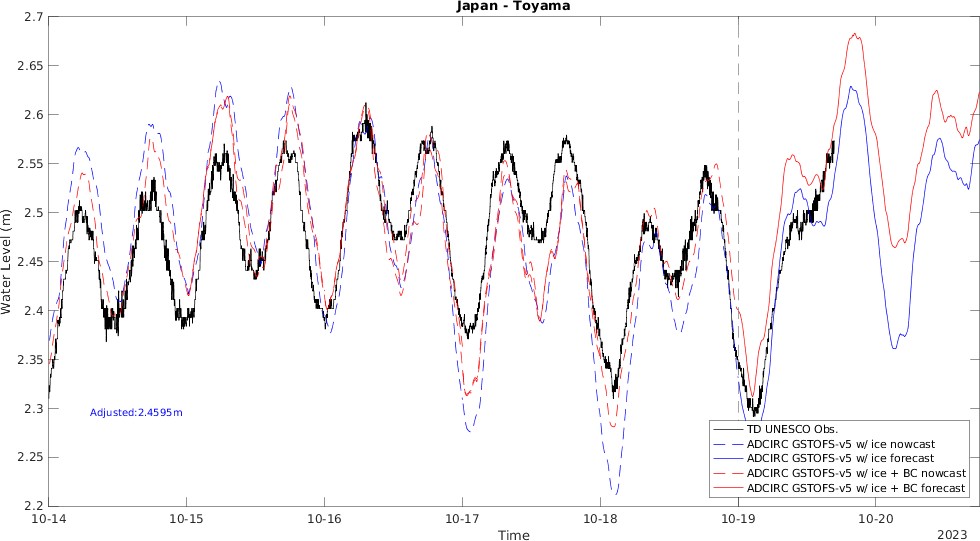 Japan - Toyama
2.7
2.65
2.6
2.55
2.5
2.45
2.4
2.35
2.3
2.25
2.2
Water Level (m)
Adjusted:2.4595m
TD UNESCO Obs.
ADCIRC GSTOFS-v5 w/ ice nowcast
ADCIRC GSTOFS-v5 w/ ice forecast
ADCIRC GSTOFS-v5 w/ ice + BC nowcast
ADCIRC GSTOFS-v5 w/ ice + BC forecast
10-14 10-15 10-16 10-17 10-18 10-19 10-20
Time
2023